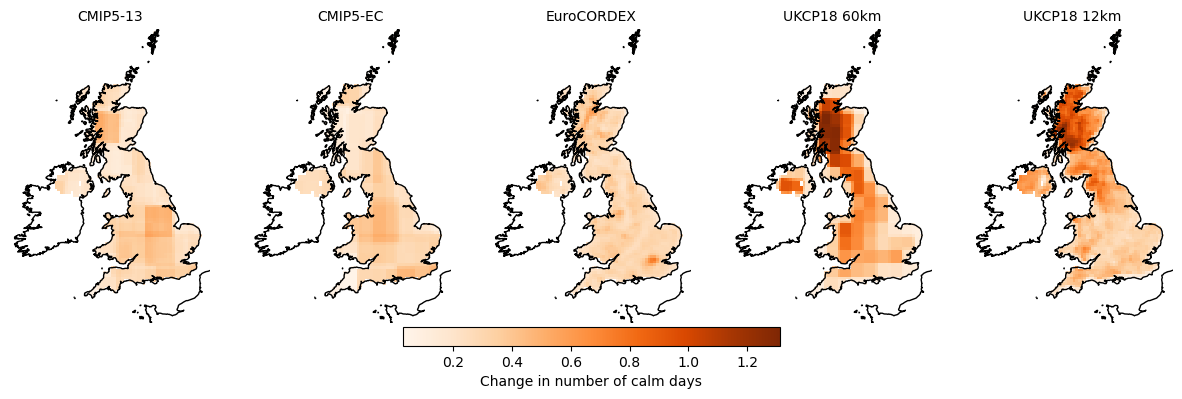 CMIP5-13 CMIP5-EC EuroCORDEX UKCP18 60km UKCP18 12km
0.2 0.4 0.6 0.8 1.0 1.2
Change in number of calm days